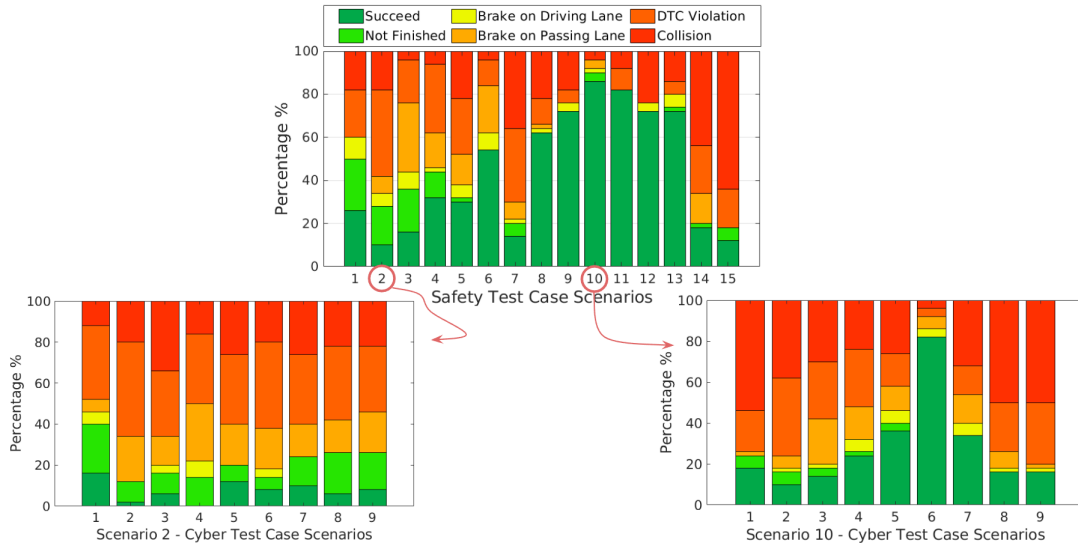 Succeed
Brake on Driving Lane
DTC Violation
Not Finished
Brake on Passing Lane
Collision
100
80
60
40
20
0
Percentage %
1 2 3 4 5 6 7 8 9 10 11 12 13 14 15
Safety Test Case Scenarios
100
80
60
40
20
0
Percentage %
1 2 3 4 5 6 7 8 9
Scenario 2 - Cyber Test Case Scenarios
100
80
60
40
20
0
Percentage %
1 2 3 4 5 6 7 8 9
Scenario 10 - Cyber Test Case Scenarios